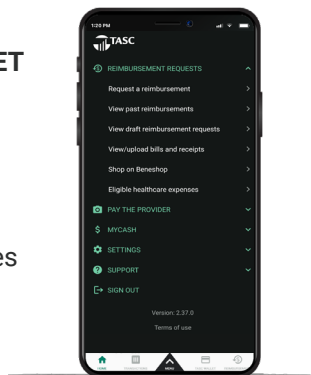 ET
es
1:20 PM
TASC
REIMBURSEMENT REQUESTS
Request a reimbursement
View past reimbursements
View draft reimbursement requests
View/upload bills and receipts
Shop on Beneshop
Eligible healthcare expenses
PAY THE PROVIDER
MYCASH
SETTINGS
SUPPORT
SIGN OUT
Version: 2.37.0
Terms of use
HOME
MENU